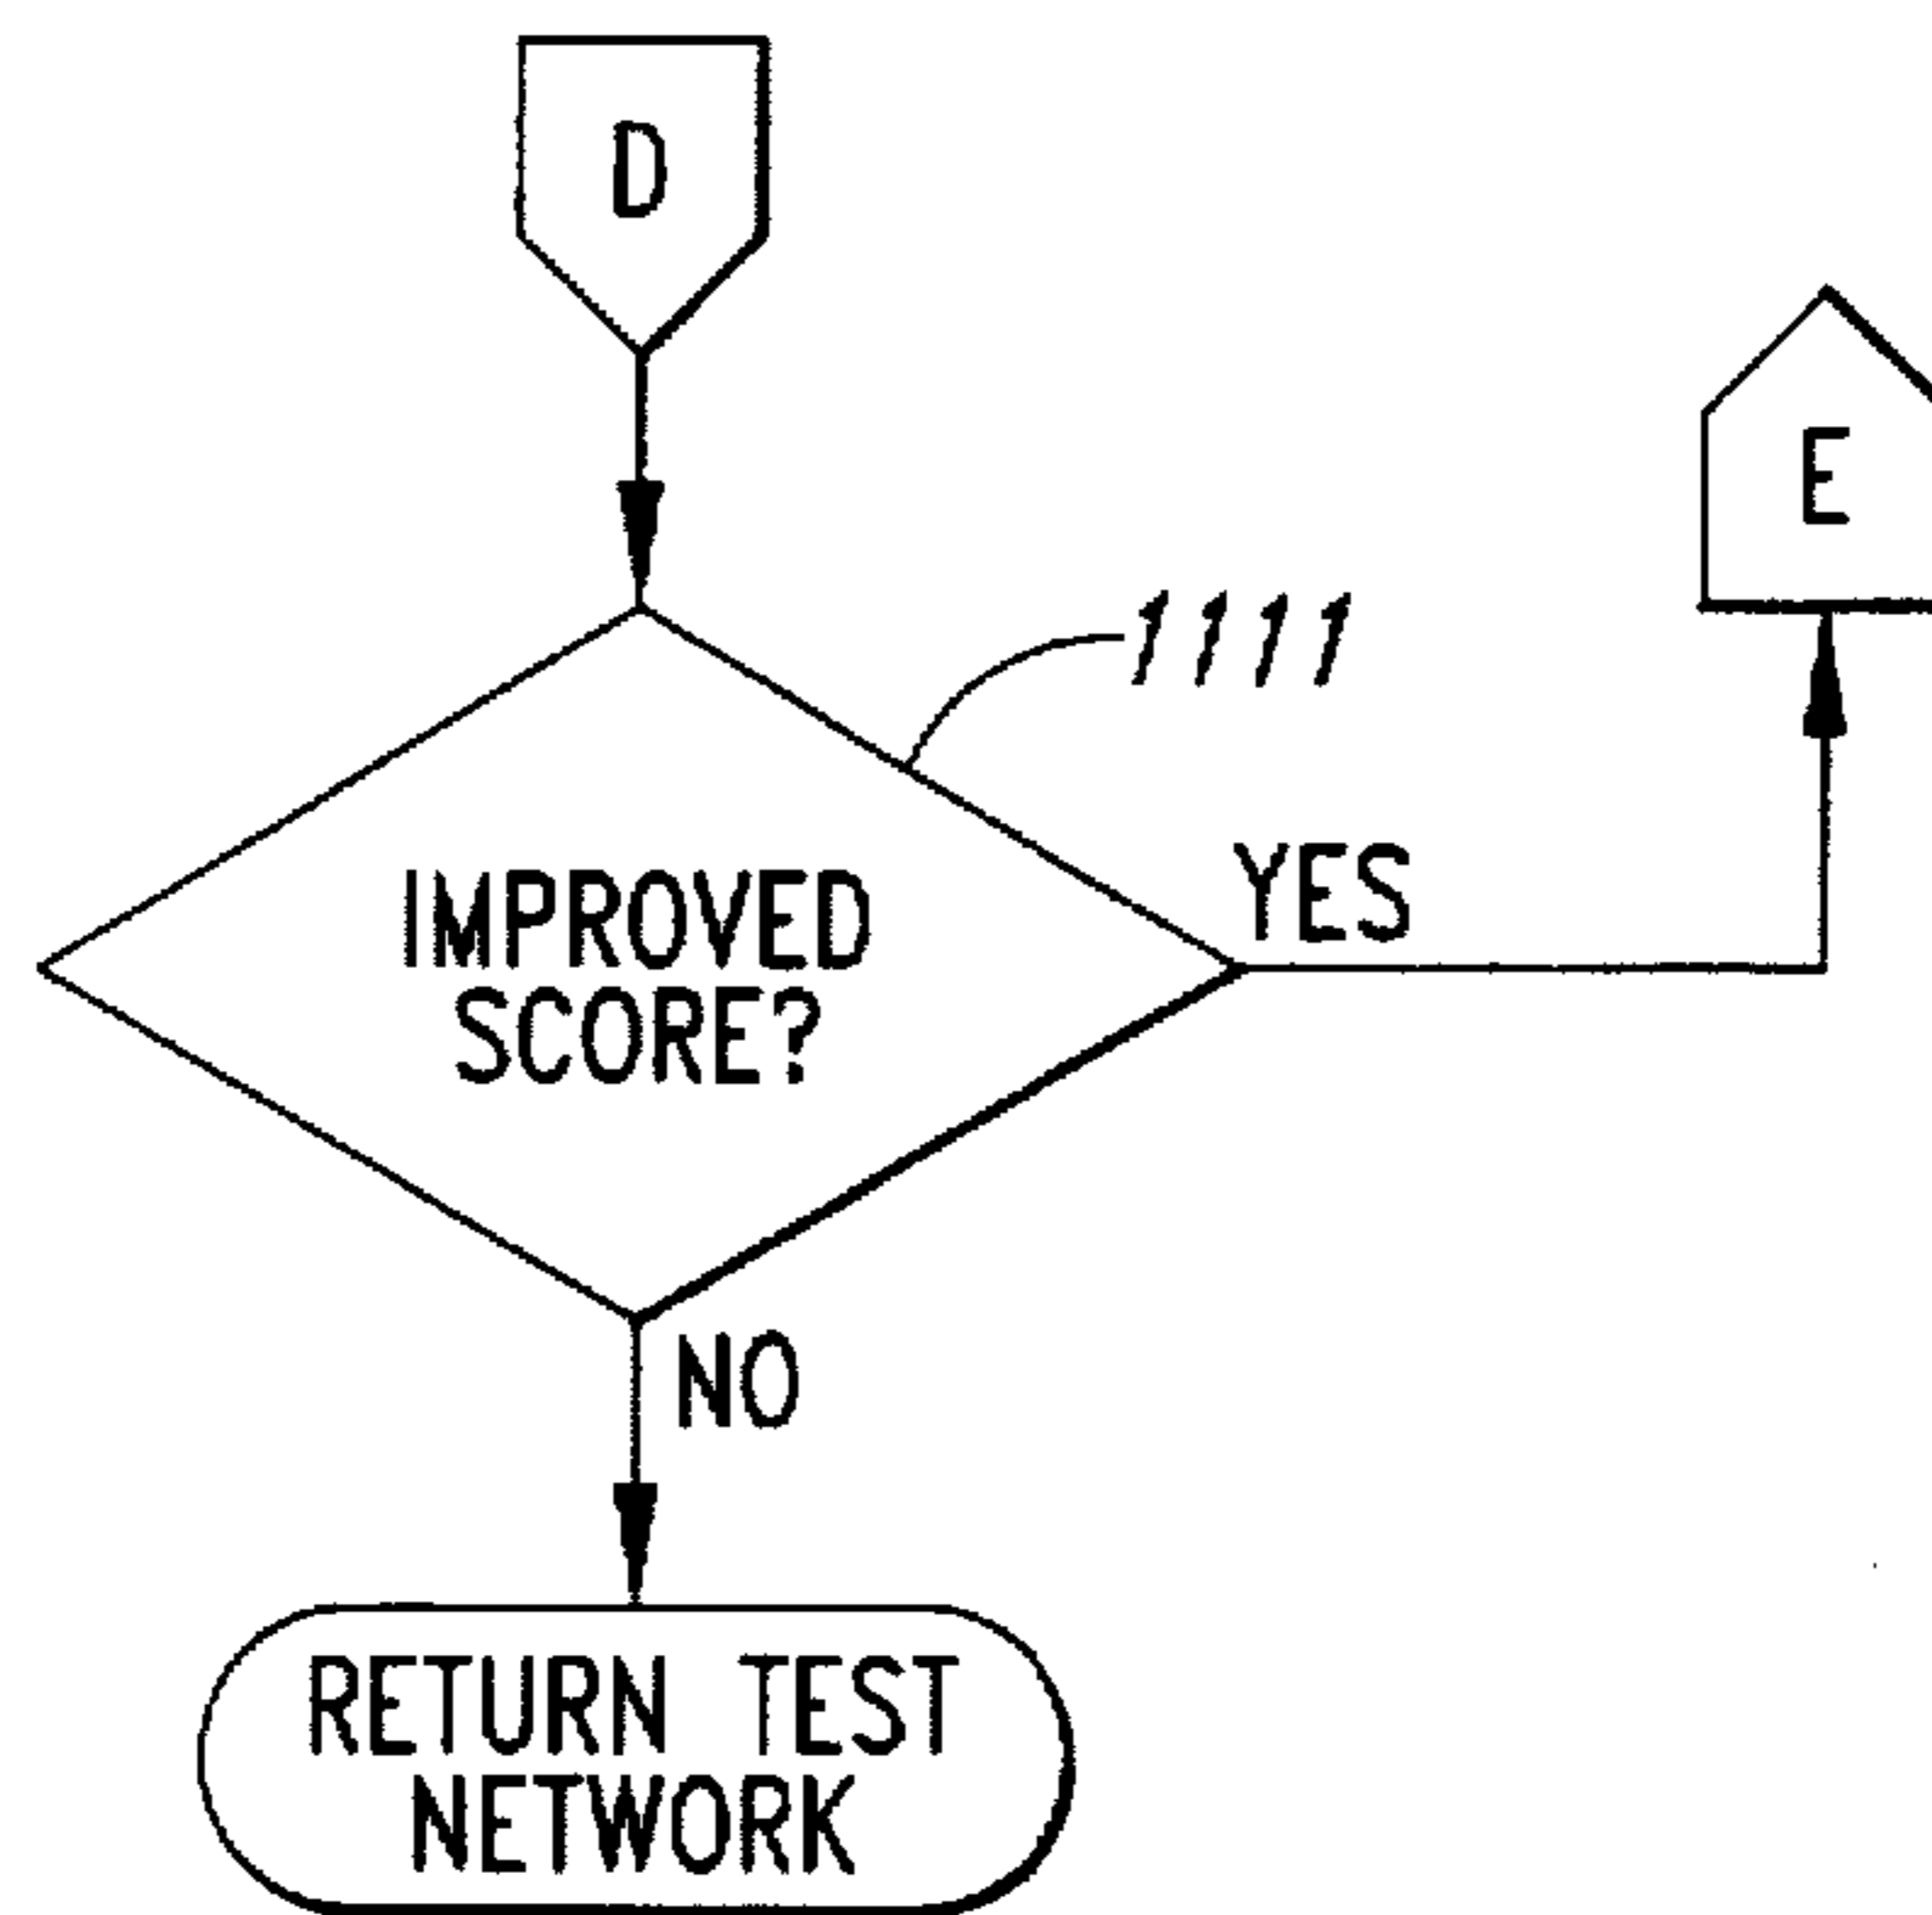 D
E
1111
IMPROVED
SCORE?
YES
NO
RETURN TEST
NETWORK